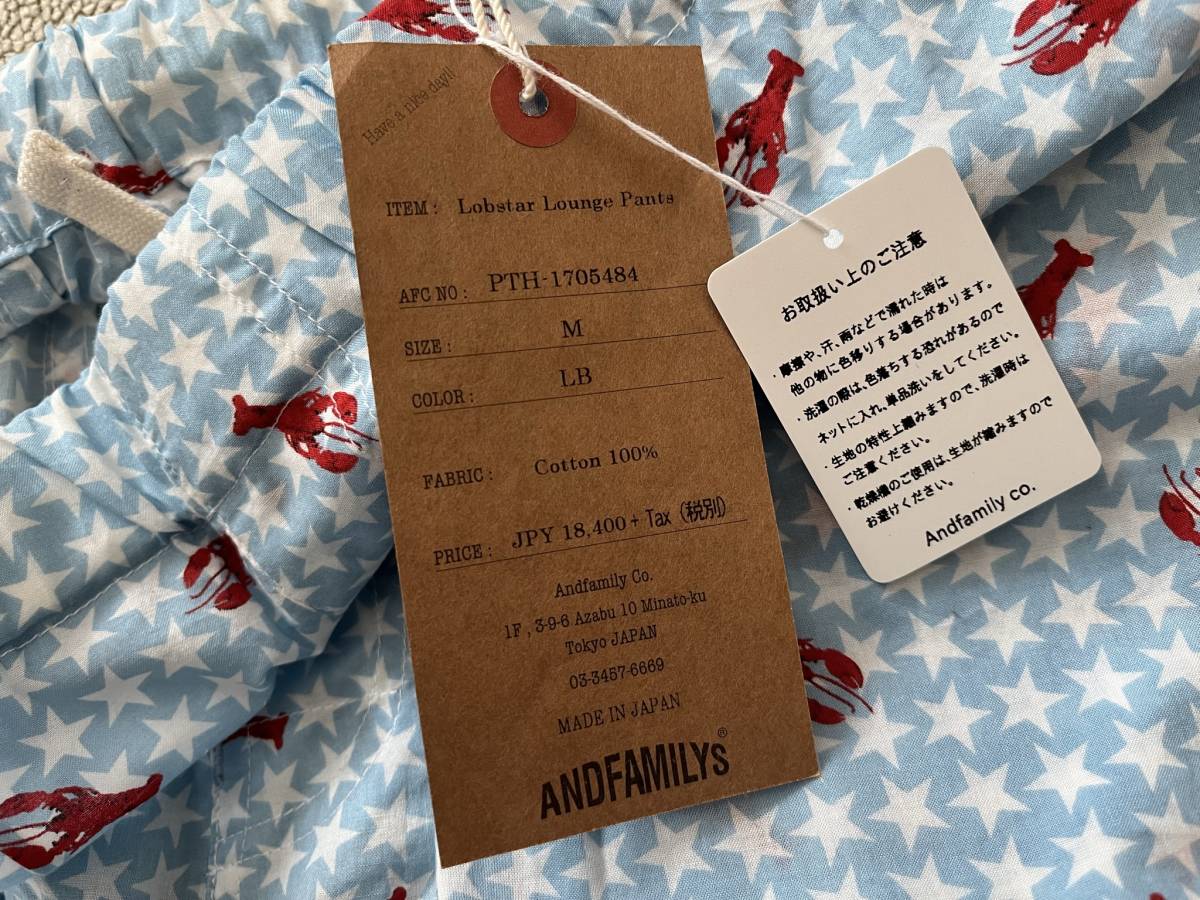 Have a nice day!!
ITEM : Lobstar Lounge Pants
AFC NO : PTH-1705484
SIZE : M
COLOR : LB
FABRIC : Cotton 100%
PRICE : JPY 18,400+ Tax (税別)
Andfamily Co.
1F , 3-9-6 Azabu 10 Minato-ku
Tokyo JAPAN
03-3457-6669
MADE IN JAPAN
ANDFAMILYS®
お取扱い上のご注意
・摩擦や、汗、雨などで濡れた時は
他の物に色移りする場合があります。
・洗濯の際は、色落ちする恐れがあるので
ネットに入れ、単品洗いをしてください。
・生地の特性上縮みますので、洗濯時は
ご注意ください。
・乾燥機のご使用は、生地が縮みますので
お避けください。
Andfamily co.